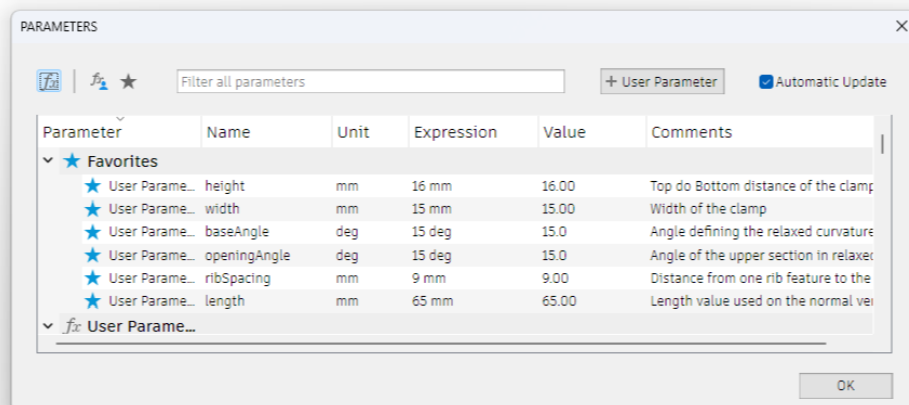 PARAMETERS
Filter all parameters
+ User Parameter
Automatic Update
Parameter Name Unit Expression Value Comments
Favorites
User Parame... height mm 16 mm 16.00 Top do Bottom distance of the clamp
User Parame... width mm 15 mm 15.00 Width of the clamp
User Parame... baseAngle deg 15 deg 15.0 Angle defining the relaxed curvature
User Parame... openingAngle deg 15 deg 15.0 Angle of the upper section in relaxed
User Parame... ribSpacing mm 9 mm 9.00 Distance from one rib feature to the
User Parame... length mm 65 mm 65.00 Length value used on the normal ver
fx User Parame...
OK